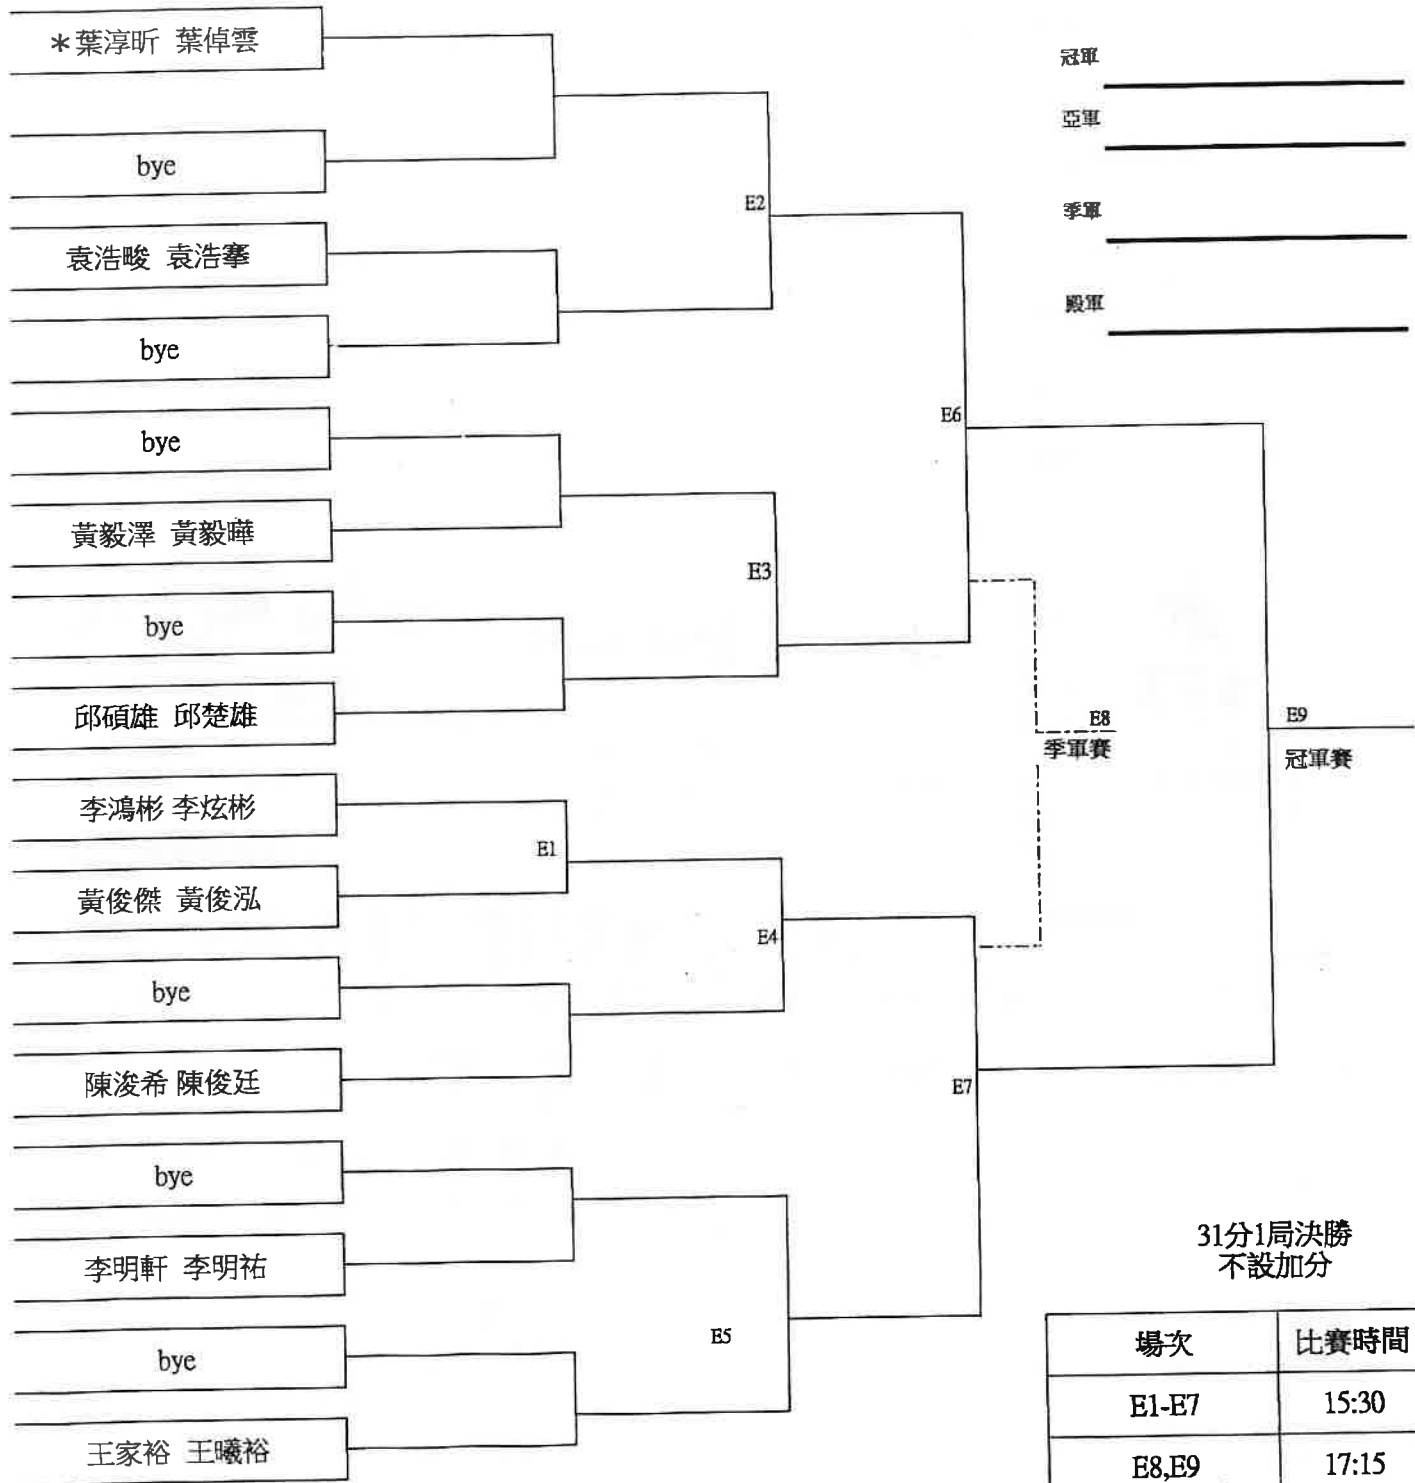 *葉淳昕 葉倬雲
bye
袁浩畯 袁浩搴
bye
bye
黃毅澤 黃毅曄
bye
邱碩雄 邱楚雄
李鴻彬 李炫彬
黃俊傑 黃俊泓
bye
陳浚希 陳俊廷
bye
李明軒 李明祐
bye
王家裕 王曦裕
E1
E2
E3
E4
E5
E6
E7
E8
季軍賽
E9
冠軍賽
冠軍
亞軍
季軍
殿軍
31分1局決勝
不設加分
場次 比賽時間
E1-E7 15:30
E8,E9 17:15